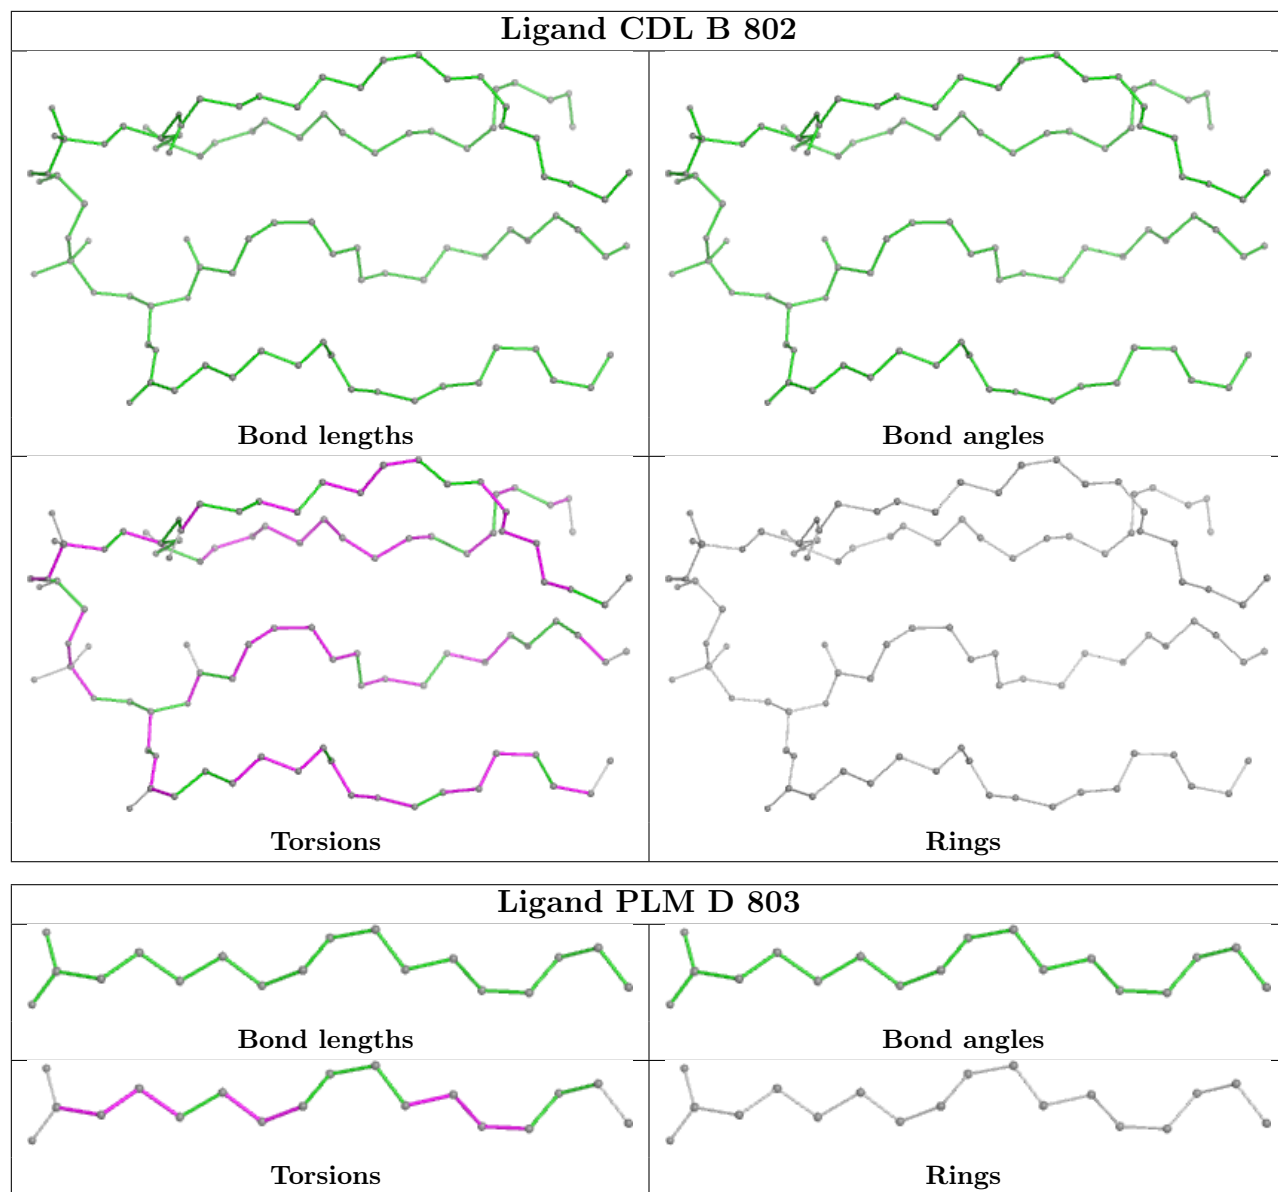 Ligand CDL B 802
Bond lengths
Bond angles
Torsions
Rings
Ligand PLM D 803
Bond lengths
Bond angles
Torsions
Rings